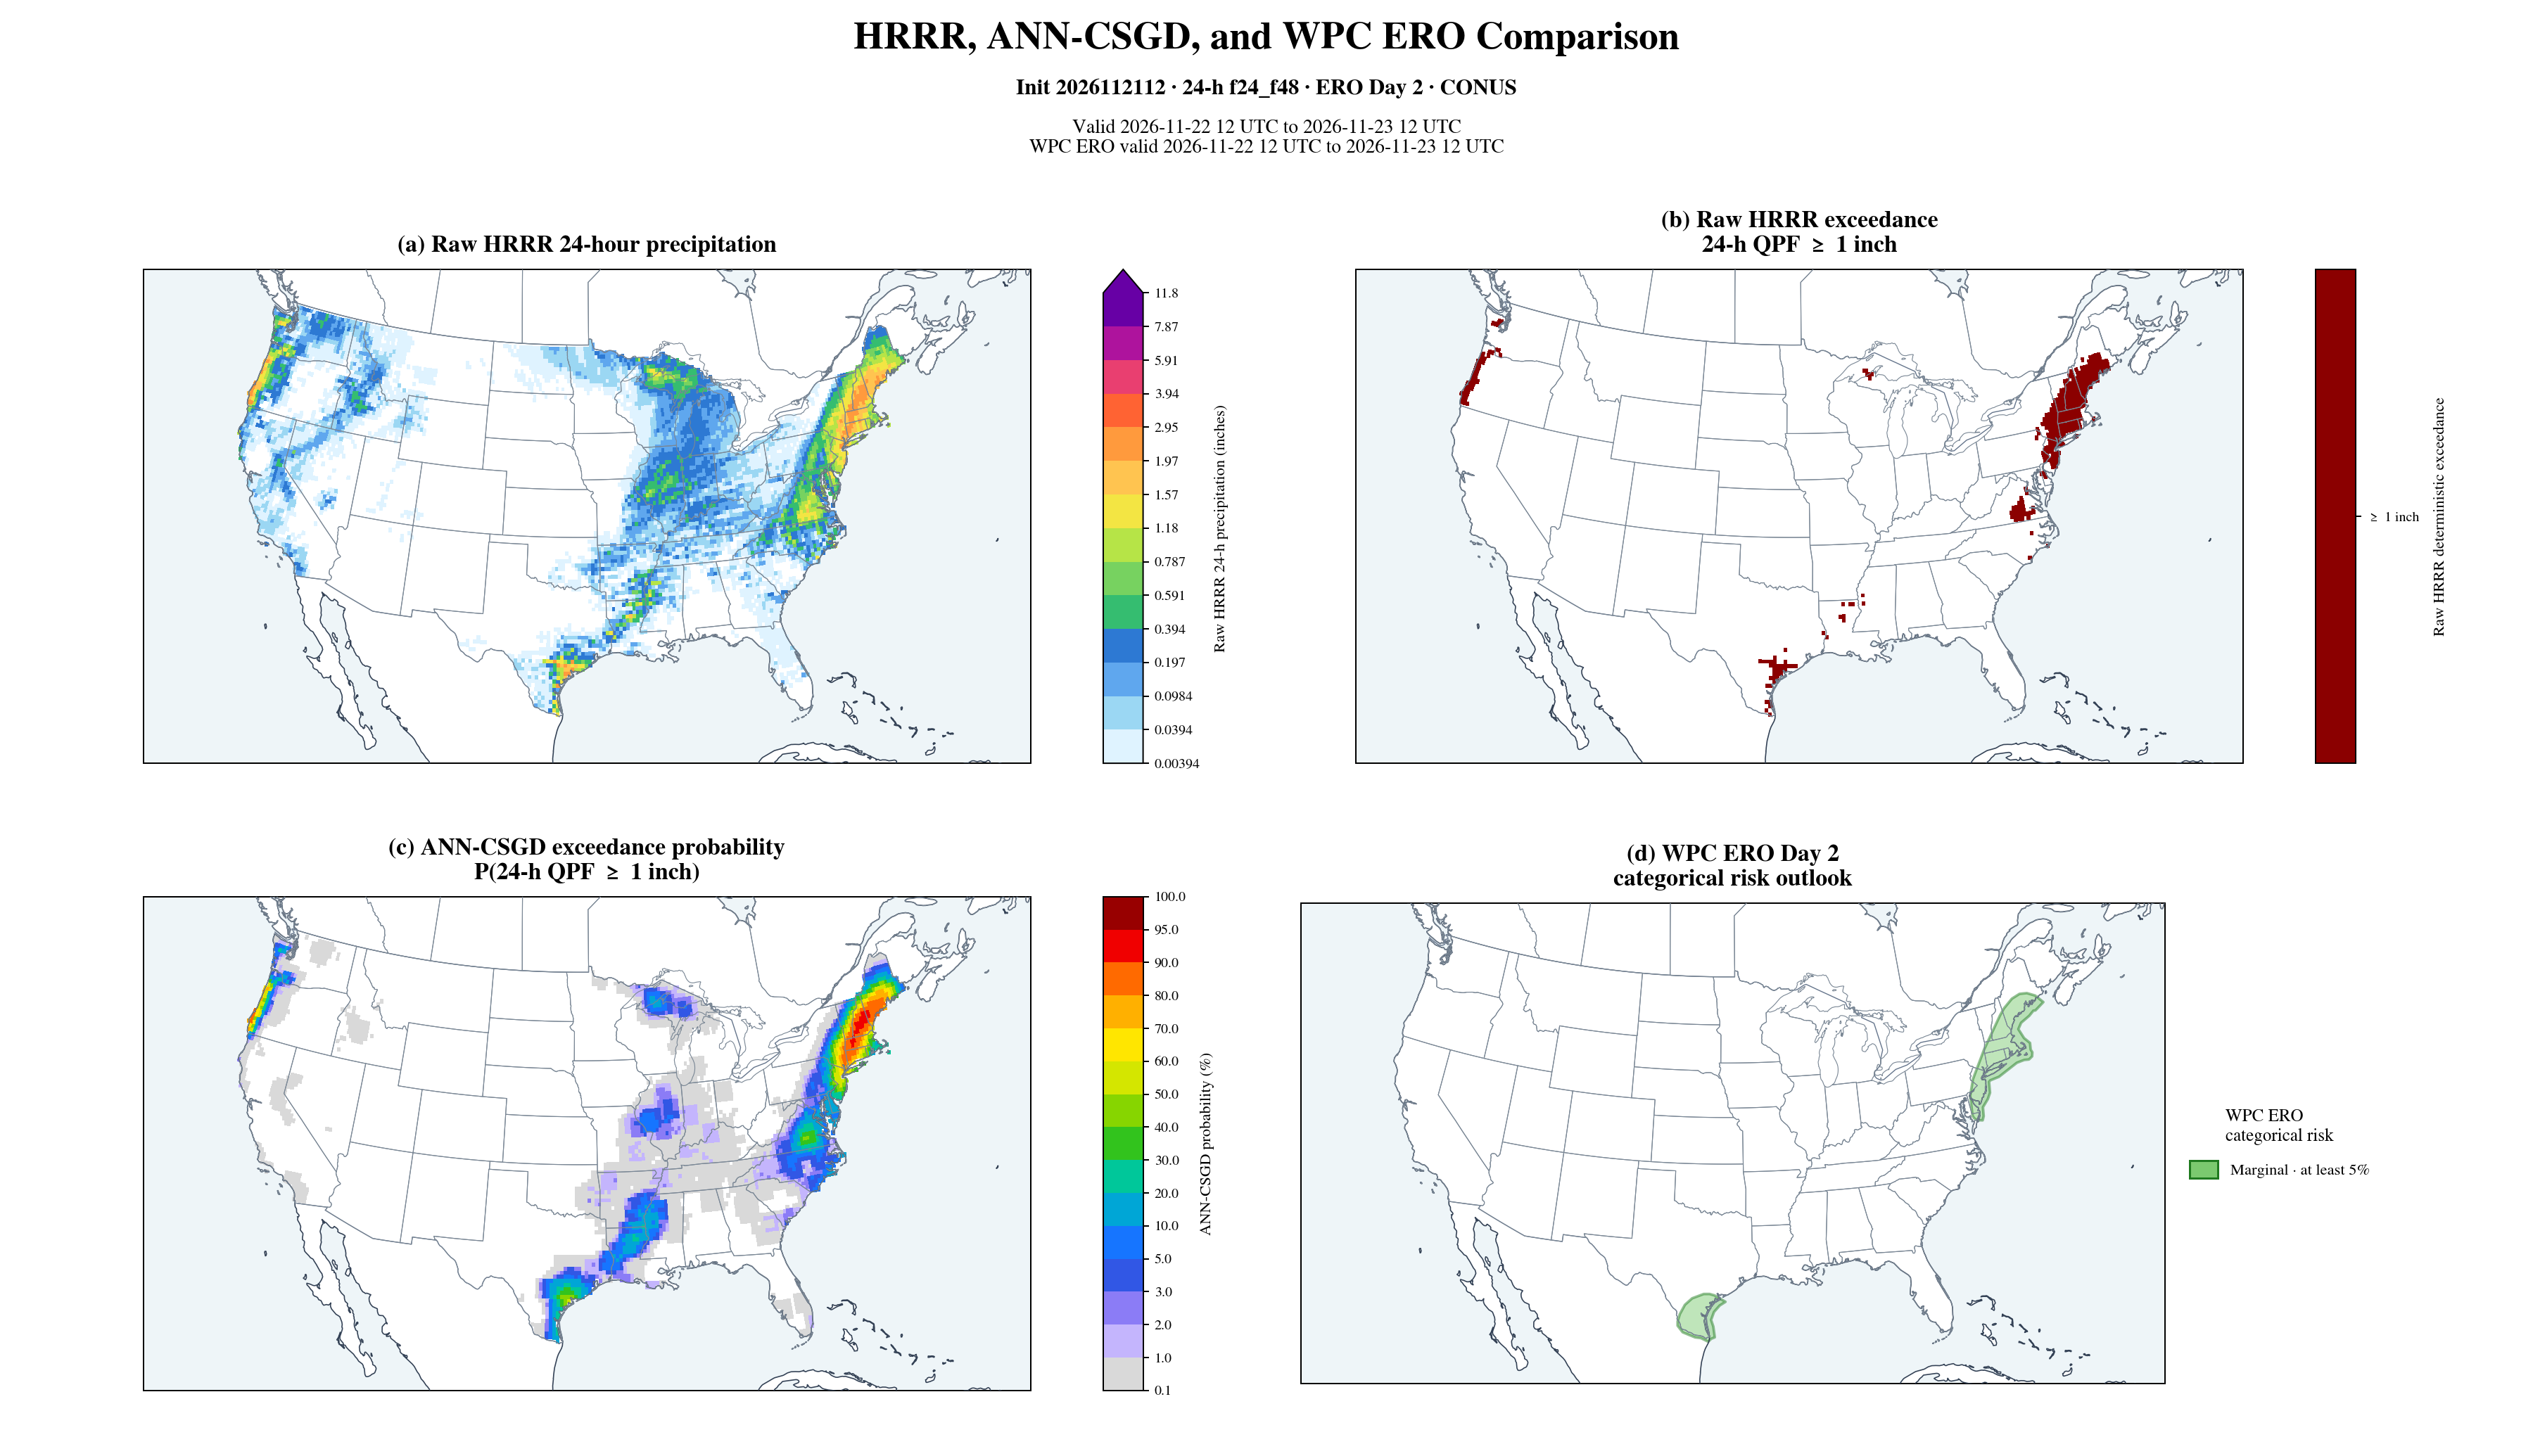 HRRR, ANN-CSGD, and WPC ERO Comparison
Init 2026112112 · 24-h f24_f48 · ERO Day 2 · CONUS
Valid 2026-11-22 12 UTC to 2026-11-23 12 UTC
WPC ERO valid 2026-11-22 12 UTC to 2026-11-23 12 UTC
(a) Raw HRRR 24-hour precipitation
11.8
7.87
5.91
3.94
2.95
1.97
1.57
1.18
0.787
0.591
0.394
0.197
0.0984
0.0394
0.00394
Raw HRRR 24-h precipitation (inches)
(b) Raw HRRR exceedance
24-h QPF ≥ 1 inch
≥ 1 inch
Raw HRRR deterministic exceedance
(c) ANN-CSGD exceedance probability
P(24-h QPF ≥ 1 inch)
100.0
95.0
90.0
80.0
70.0
60.0
50.0
40.0
30.0
20.0
10.0
5.0
3.0
2.0
1.0
0.1
ANN-CSGD probability (%)
(d) WPC ERO Day 2
categorical risk outlook
WPC ERO
categorical risk
Marginal · at least 5%